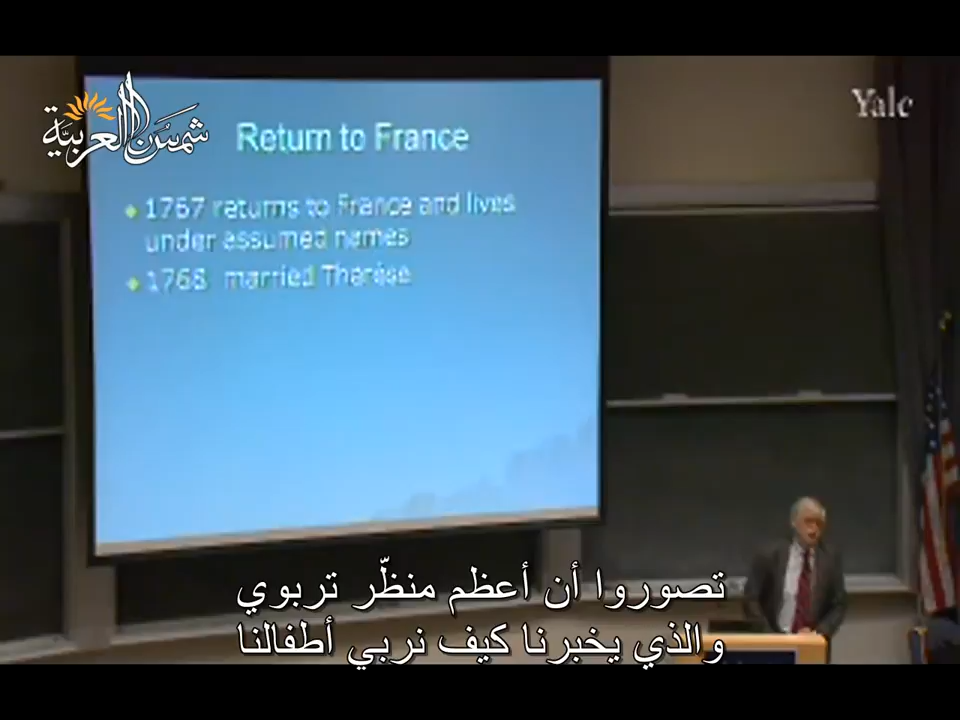 شمس العربية
Yale
Return to France
1767 returns to France and lives
under assumed names
1768 married Therése
تصوروا أن أعظم منظّر تربوي
والذي يخبرنا كيف نربي أطفالنا